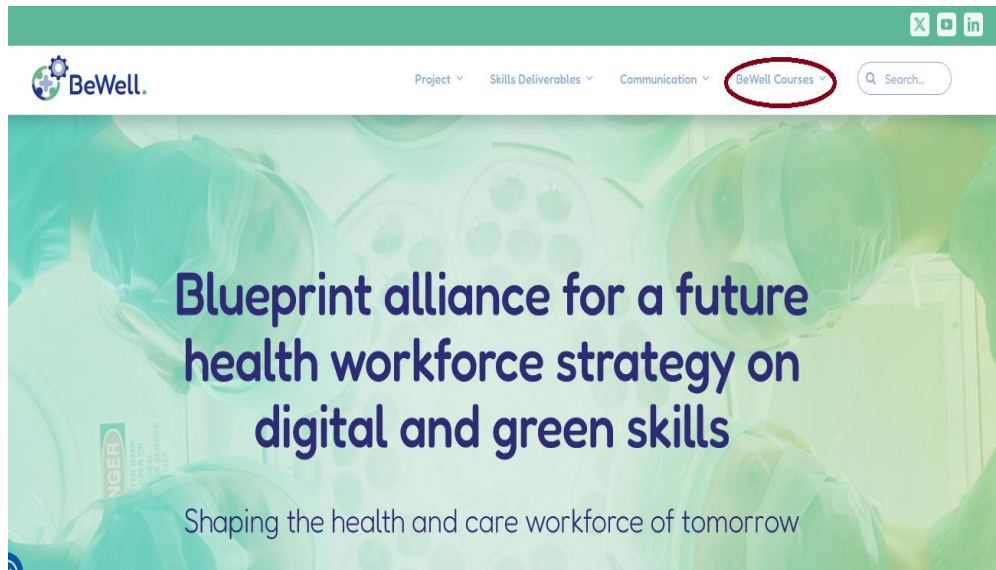 BeWell.
Project
Skills Deliverables
Communication
BeWell Courses
Search...
Blueprint alliance for a future
health workforce strategy on
digital and green skills
Shaping the health and care workforce of tomorrow